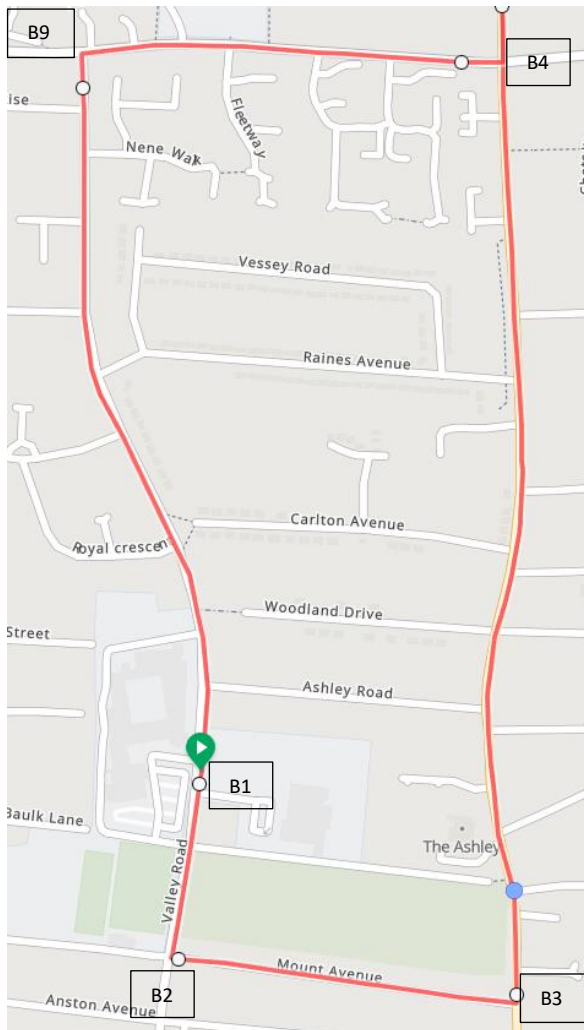 B9
B4
ise
Fleetway
Nene Walk
Vessey Road
Raines Avenue
Carlton Avenue
Royal crescent
Woodland Drive
Street
Ashley Road
B1
Baulk Lane
The Ashley
Valley Road
Mount Avenue
B2
B3
Anston Avenue